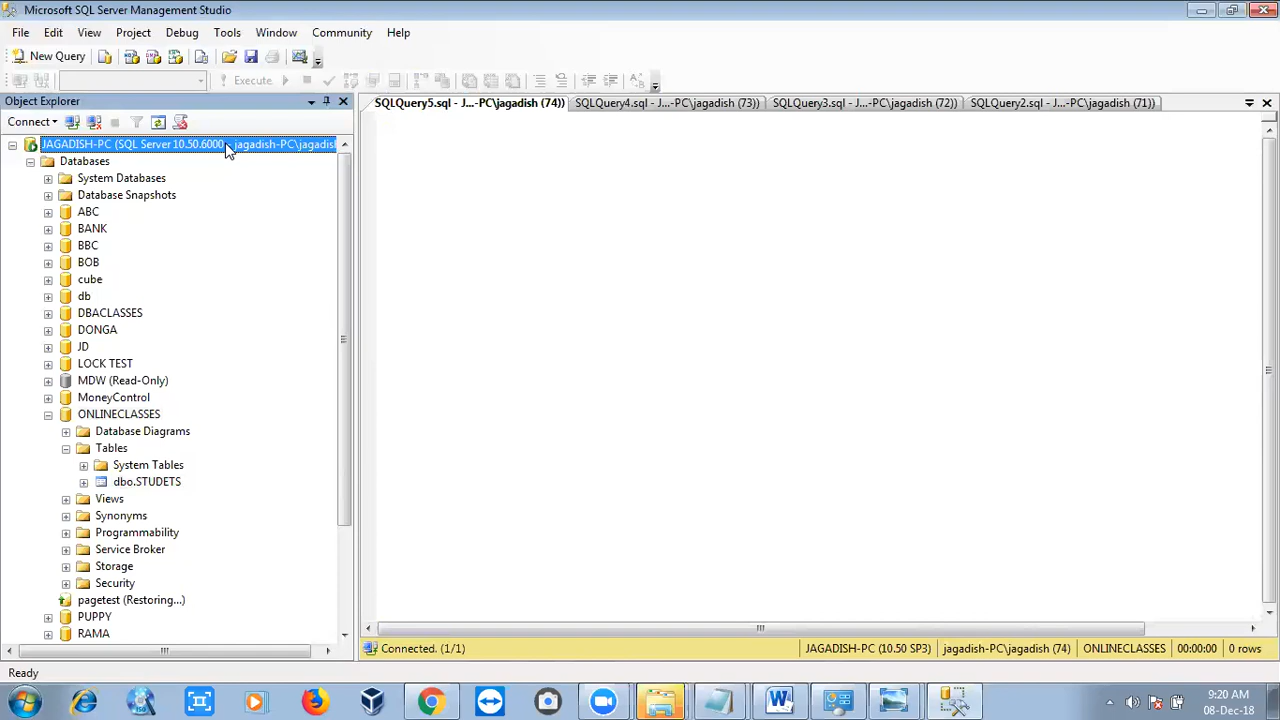 Microsoft SQL Server Management Studio
File Edit View Project Debug Tools Window Community Help
New Query
Execute
Object Explorer
SQLQuery5.sql - J...-PC\jagadish (74)) SQLQuery4.sql - J...-PC\jagadish (73)) SQLQuery3.sql - J...-PC\jagadish (72)) SQLQuery2.sql - J...-PC\jagadish (71))
Connect
JAGADISH-PC (SQL Server 10.50.6000 - jagadish-PC\jagadish
Databases
System Databases
Database Snapshots
ABC
BANK
BBC
BOB
cube
db
DBACLASSES
DONGA
JD
LOCK TEST
MDW (Read-Only)
MoneyControl
ONLINECLASSES
Database Diagrams
Tables
System Tables
dbo.STUDETS
Views
Synonyms
Programmability
Service Broker
Storage
Security
pagetest (Restoring...)
PUPPY
RAMA
Connected. (1/1) JAGADISH-PC (10.50 SP3) jagadish-PC\jagadish (74) ONLINECLASSES 00:00:00 0 rows
Ready
9:20 AM
08-Dec-18